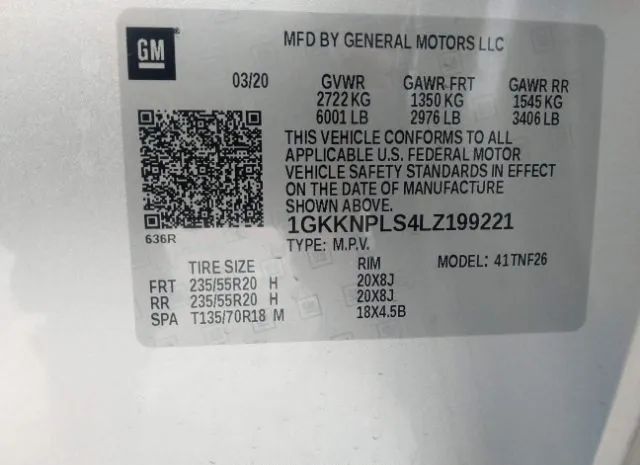 GM
MFD BY GENERAL MOTORS LLC
03/20 GVWR GAWR FRT GAWR RR
2722 KG 1350 KG 1545 KG
6001 LB 2976 LB 3406 LB
THIS VEHICLE CONFORMS TO ALL
APPLICABLE U.S. FEDERAL MOTOR
VEHICLE SAFETY STANDARDS IN EFFECT
ON THE DATE OF MANUFACTURE
SHOWN ABOVE.
1GKKNPLS4LZ199221
636R TYPE: M.P.V.
TIRE SIZE RIM MODEL: 41TNF26
FRT 235/55R20 H 20X8J
RR 235/55R20 H 20X8J
SPA T135/70R18 M 18X4.5B